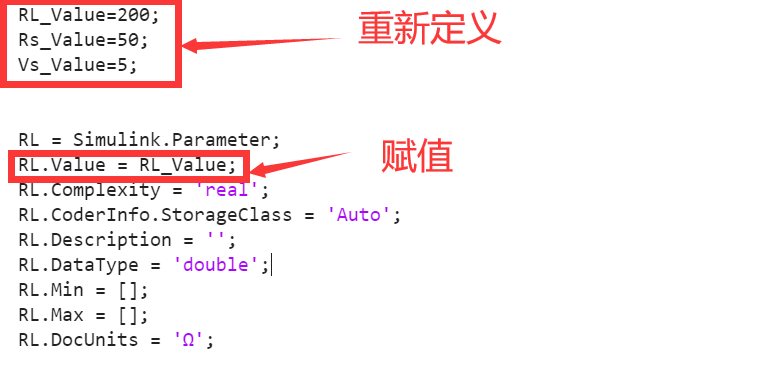 RL_Value=200;
Rs_Value=50;
Vs_Value=5;
重新定义
RL = Simulink.Parameter;
RL.Value = RL_Value;
赋值
RL.Complexity = 'real';
RL.CoderInfo.StorageClass = 'Auto';
RL.Description = '';
RL.DataType = 'double';
RL.Min = [];
RL.Max = [];
RL.DocUnits = 'Ω';